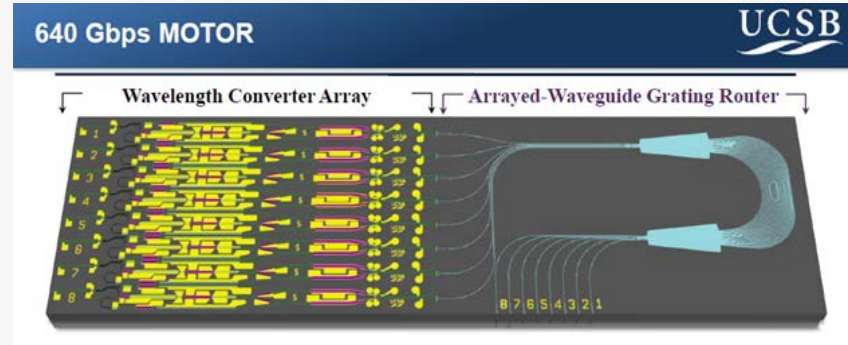 640 Gbps MOTOR
UCSB
Wavelength Converter Array
Arrayed-Waveguide Grating Router
1
2
3
4
5
6
7
8
8 7 6 5 4 3 2 1